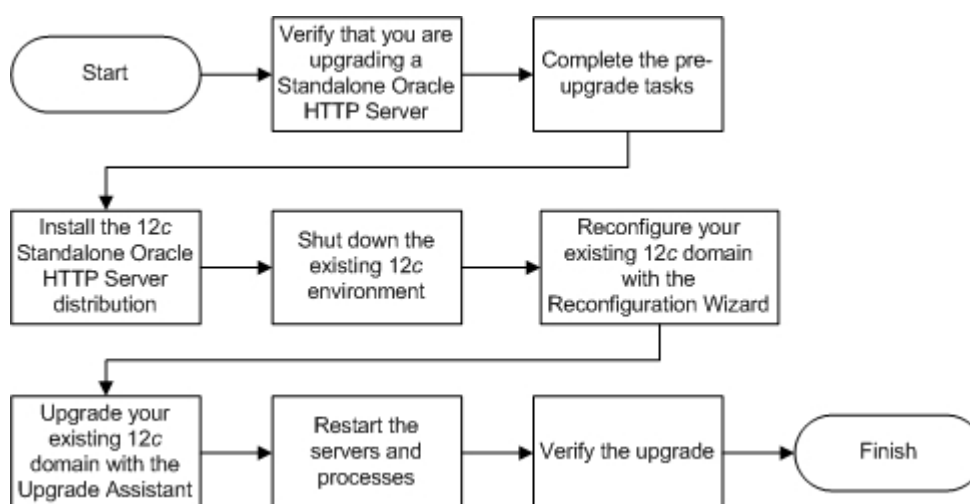 Start
Verify that you are
upgrading a
Standalone Oracle
HTTP Server
Complete the pre-
upgrade tasks
Install the 12c
Standalone Oracle
HTTP Server
distribution
Shut down the
existing 12c
environment
Reconfigure your
existing 12c domain
with the
Reconfiguration Wizard
Upgrade your
existing 12c
domain with the
Upgrade Assistant
Restart the
servers and
processes
Verify the upgrade
Finish